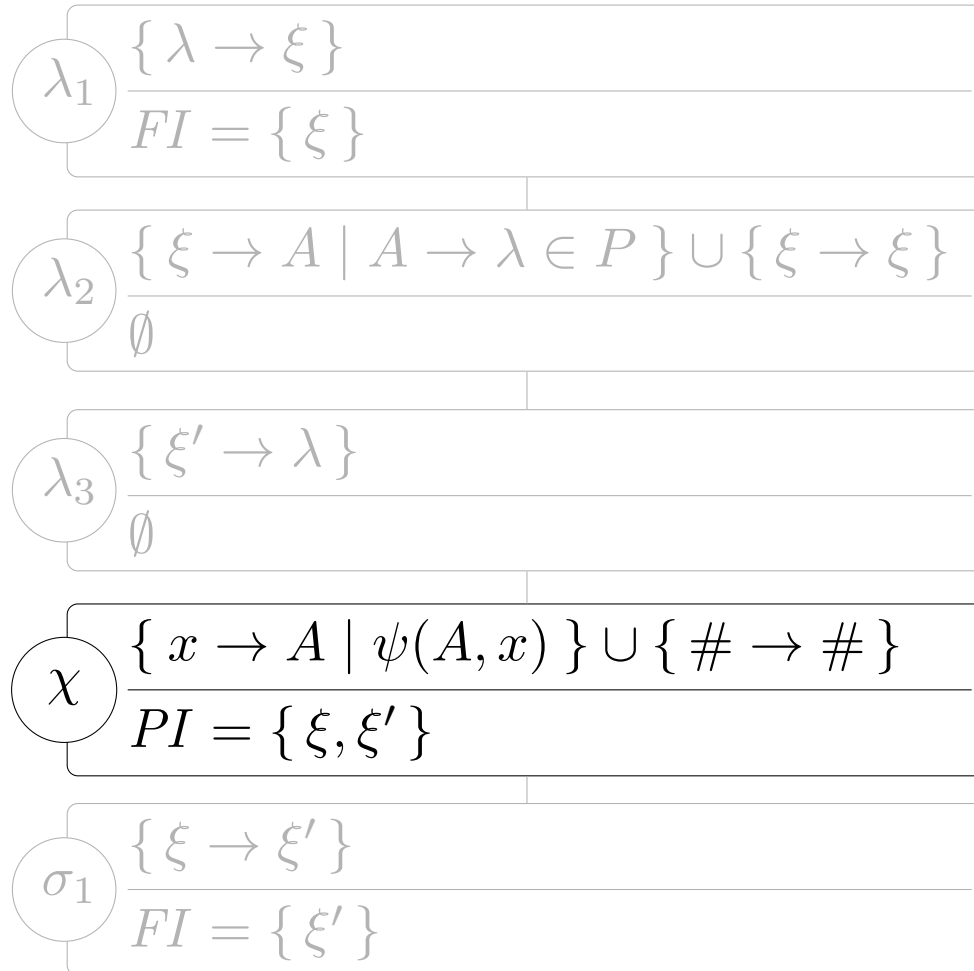 { λ → ξ }
λ₁
FI = { ξ }
{ ξ → A | A → λ ∈ P } ∪ { ξ → ξ }
λ₂
∅
{ ξ′ → λ }
λ₃
∅
{ x → A | ψ(A, x) } ∪ { # → # }
χ
PI = { ξ, ξ′ }
{ ξ → ξ′ }
σ₁
FI = { ξ′ }